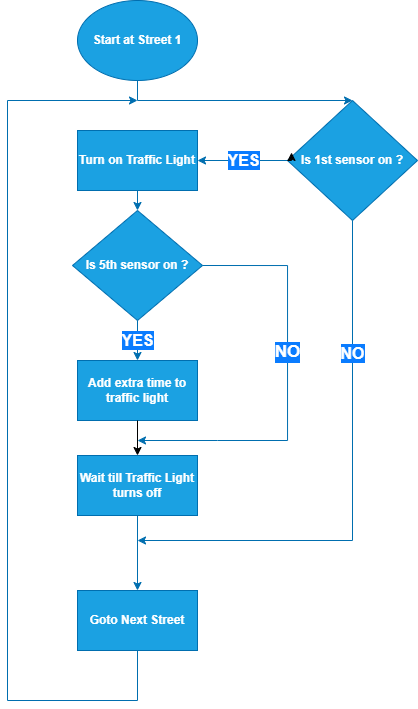 Start at Street 1
Is 1st sensor on ?
YES
Turn on Traffic Light
Is 5th sensor on ?
YES
NO
NO
Add extra time to
traffic light
Wait till Traffic Light
turns off
Goto Next Street